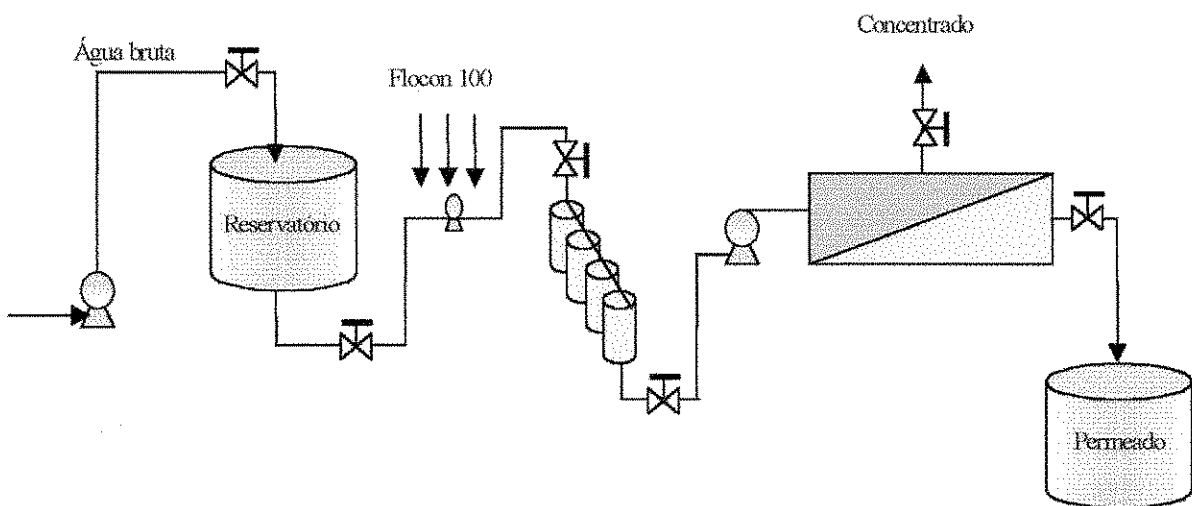 Água bruta
Flocon 100
Concentrado
Reservatório
Permeado